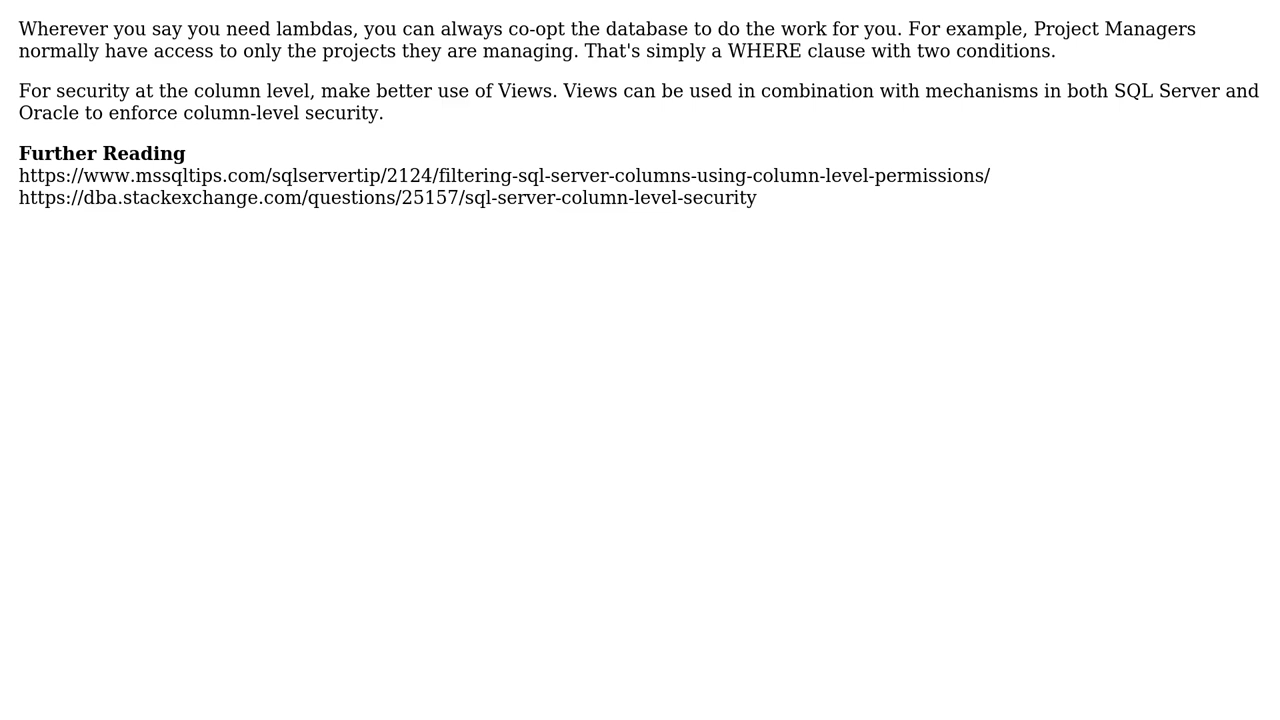 Wherever you say you need lambdas, you can always co-opt the database to do the work for you. For example, Project Managers
normally have access to only the projects they are managing. That's simply a WHERE clause with two conditions.
For security at the column level, make better use of Views. Views can be used in combination with mechanisms in both SQL Server and
Oracle to enforce column-level security.
Further Reading
https://www.mssqltips.com/sqlservertip/2124/filtering-sql-server-columns-using-column-level-permissions/
https://dba.stackexchange.com/questions/25157/sql-server-column-level-security